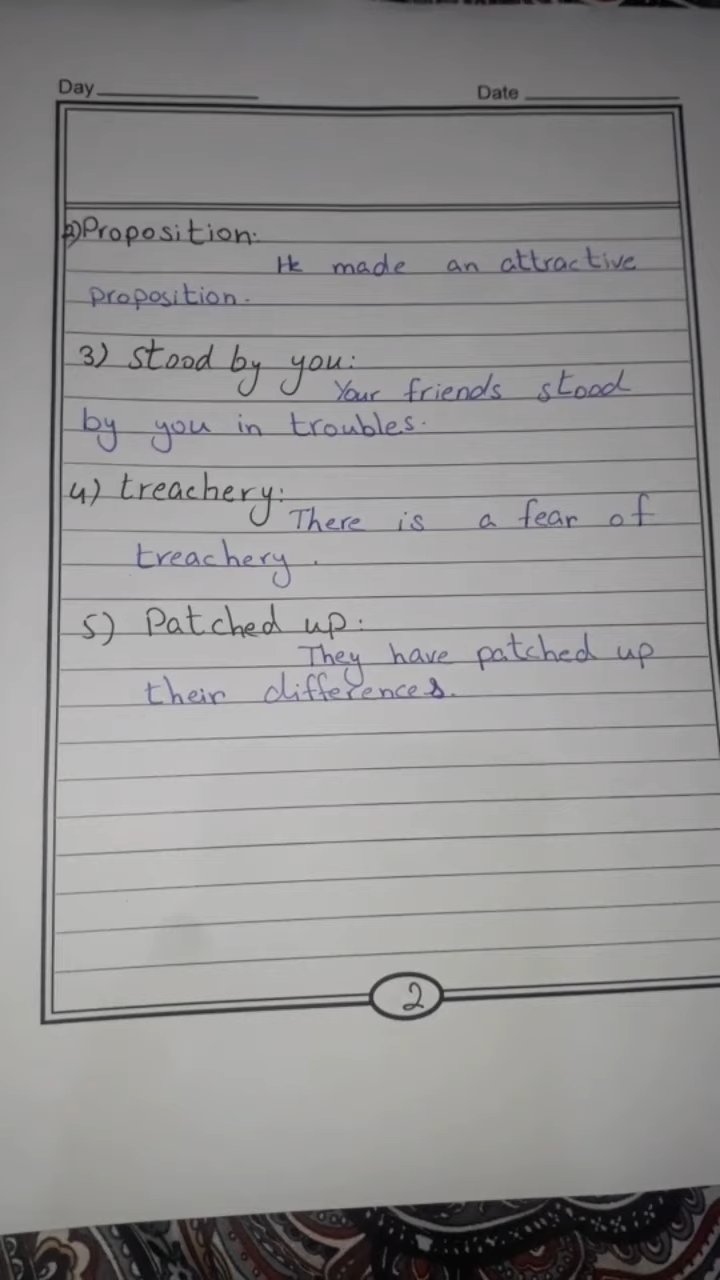 Day
Date
2) Proposition:
He made an attractive
proposition.
3) Stood by you:
Your friends stood
by you in troubles.
4) treachery:
There is a fear of
treachery.
5) Patched up:
They have patched up
their differences.
2